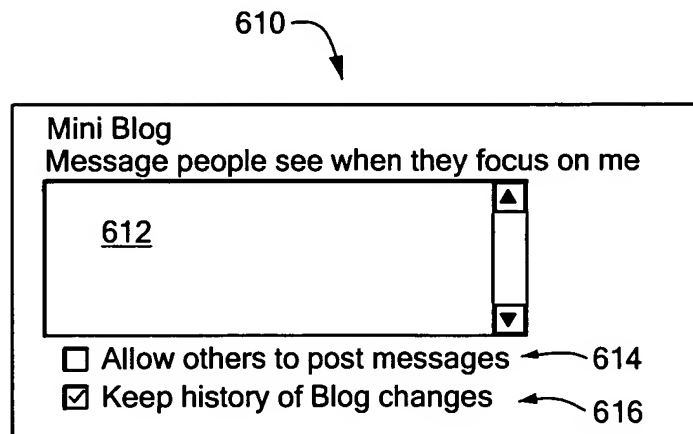 610
Mini Blog
Message people see when they focus on me
612
Allow others to post messages 614
Keep history of Blog changes 616